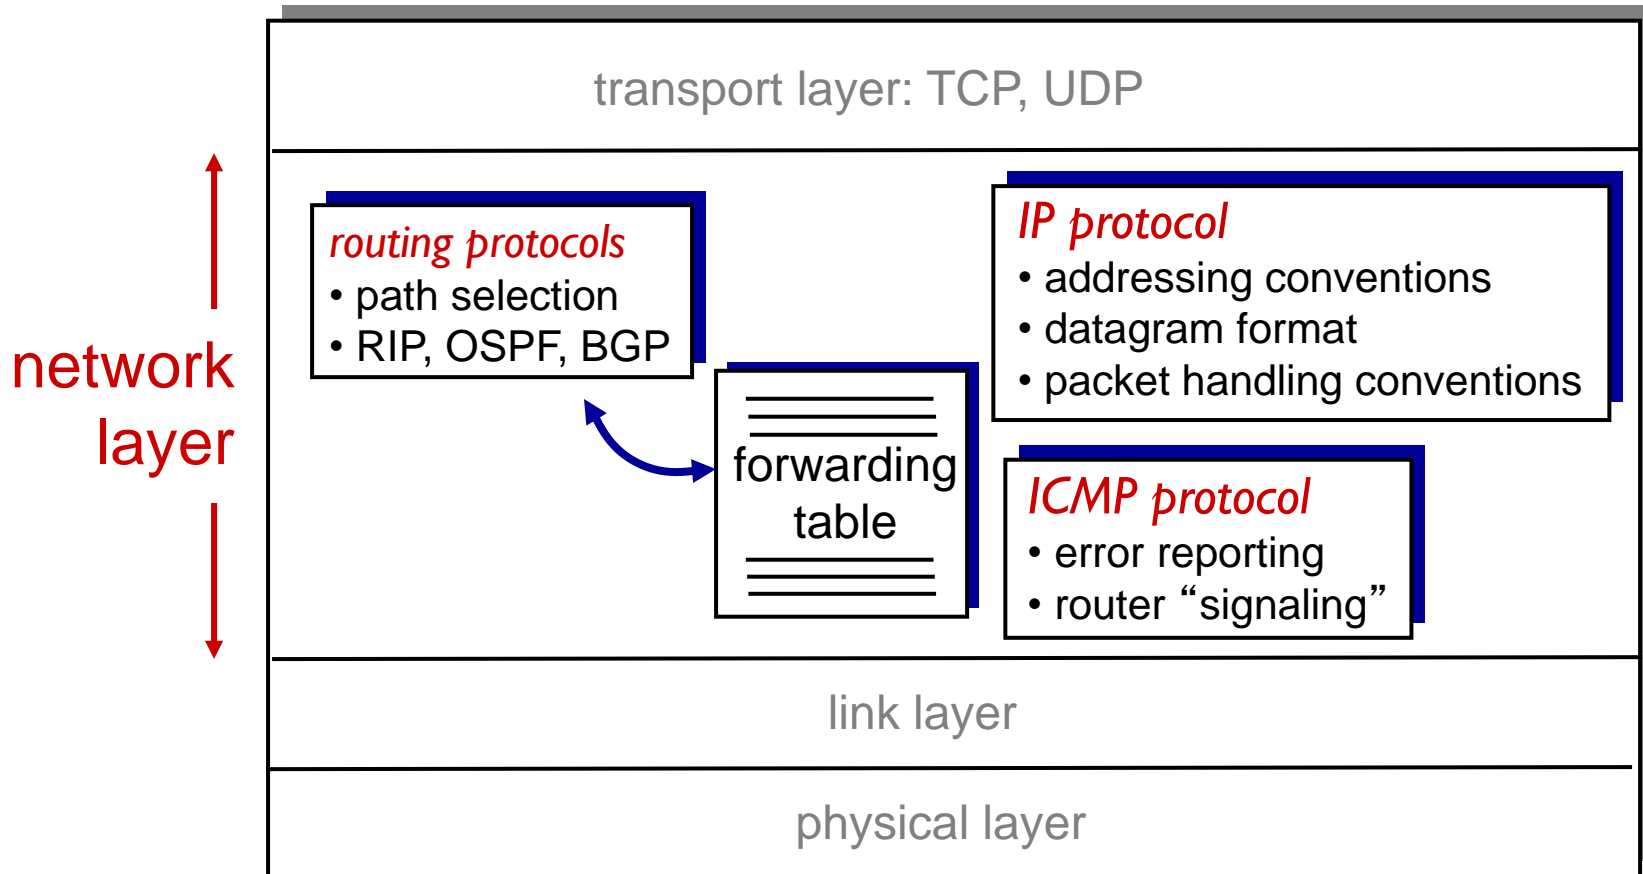 transport layer: TCP, UDP
network
layer
routing protocols
• path selection
• RIP, OSPF, BGP
forwarding
table
IP protocol
• addressing conventions
• datagram format
• packet handling conventions
ICMP protocol
• error reporting
• router “signaling”
link layer
physical layer